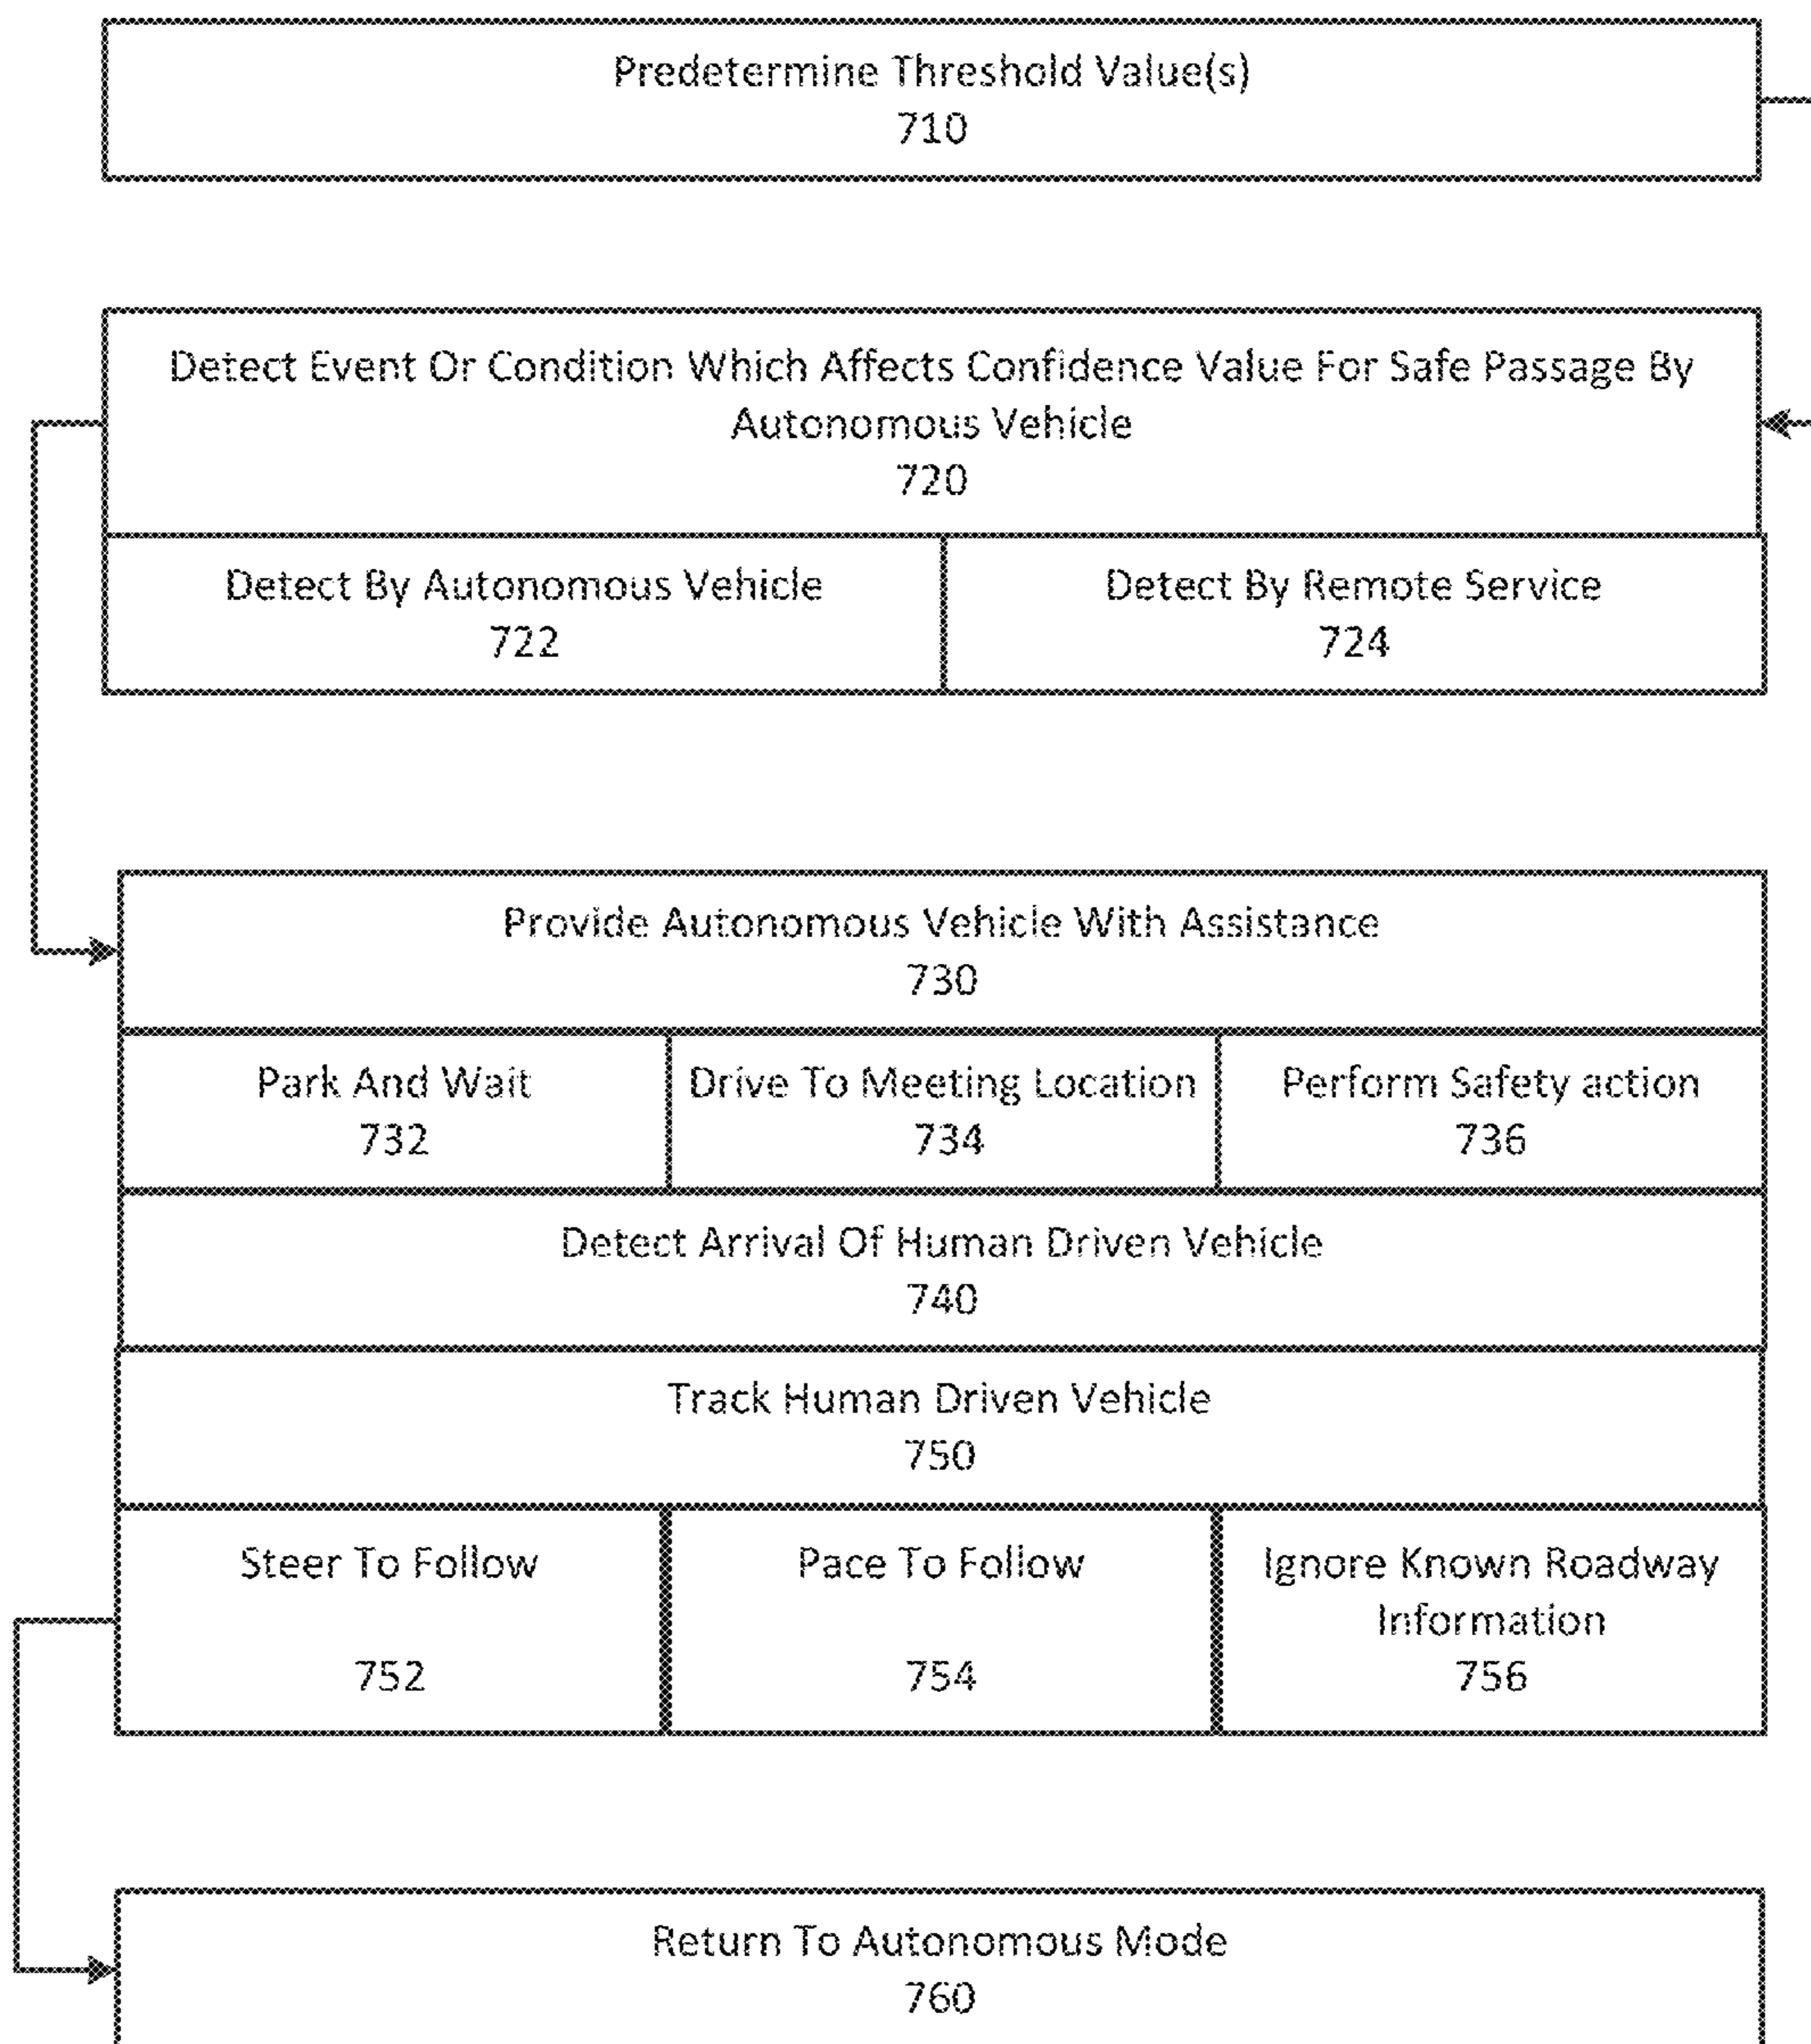 Predetermine Threshold Value(s)
710
Detect Event Or Condition Which Affects Confidence Value For Safe Passage By
Autonomous Vehicle
720
Detect By Autonomous Vehicle
722
Detect By Remote Service
724
Provide Autonomous Vehicle With Assistance
730
Park And Wait
732
Drive To Meeting Location
734
Perform Safety action
736
Detect Arrival Of Human Driven Vehicle
740
Track Human Driven Vehicle
750
Steer To Follow
752
Pace To Follow
754
Ignore Known Roadway
Information
756
Return To Autonomous Mode
760